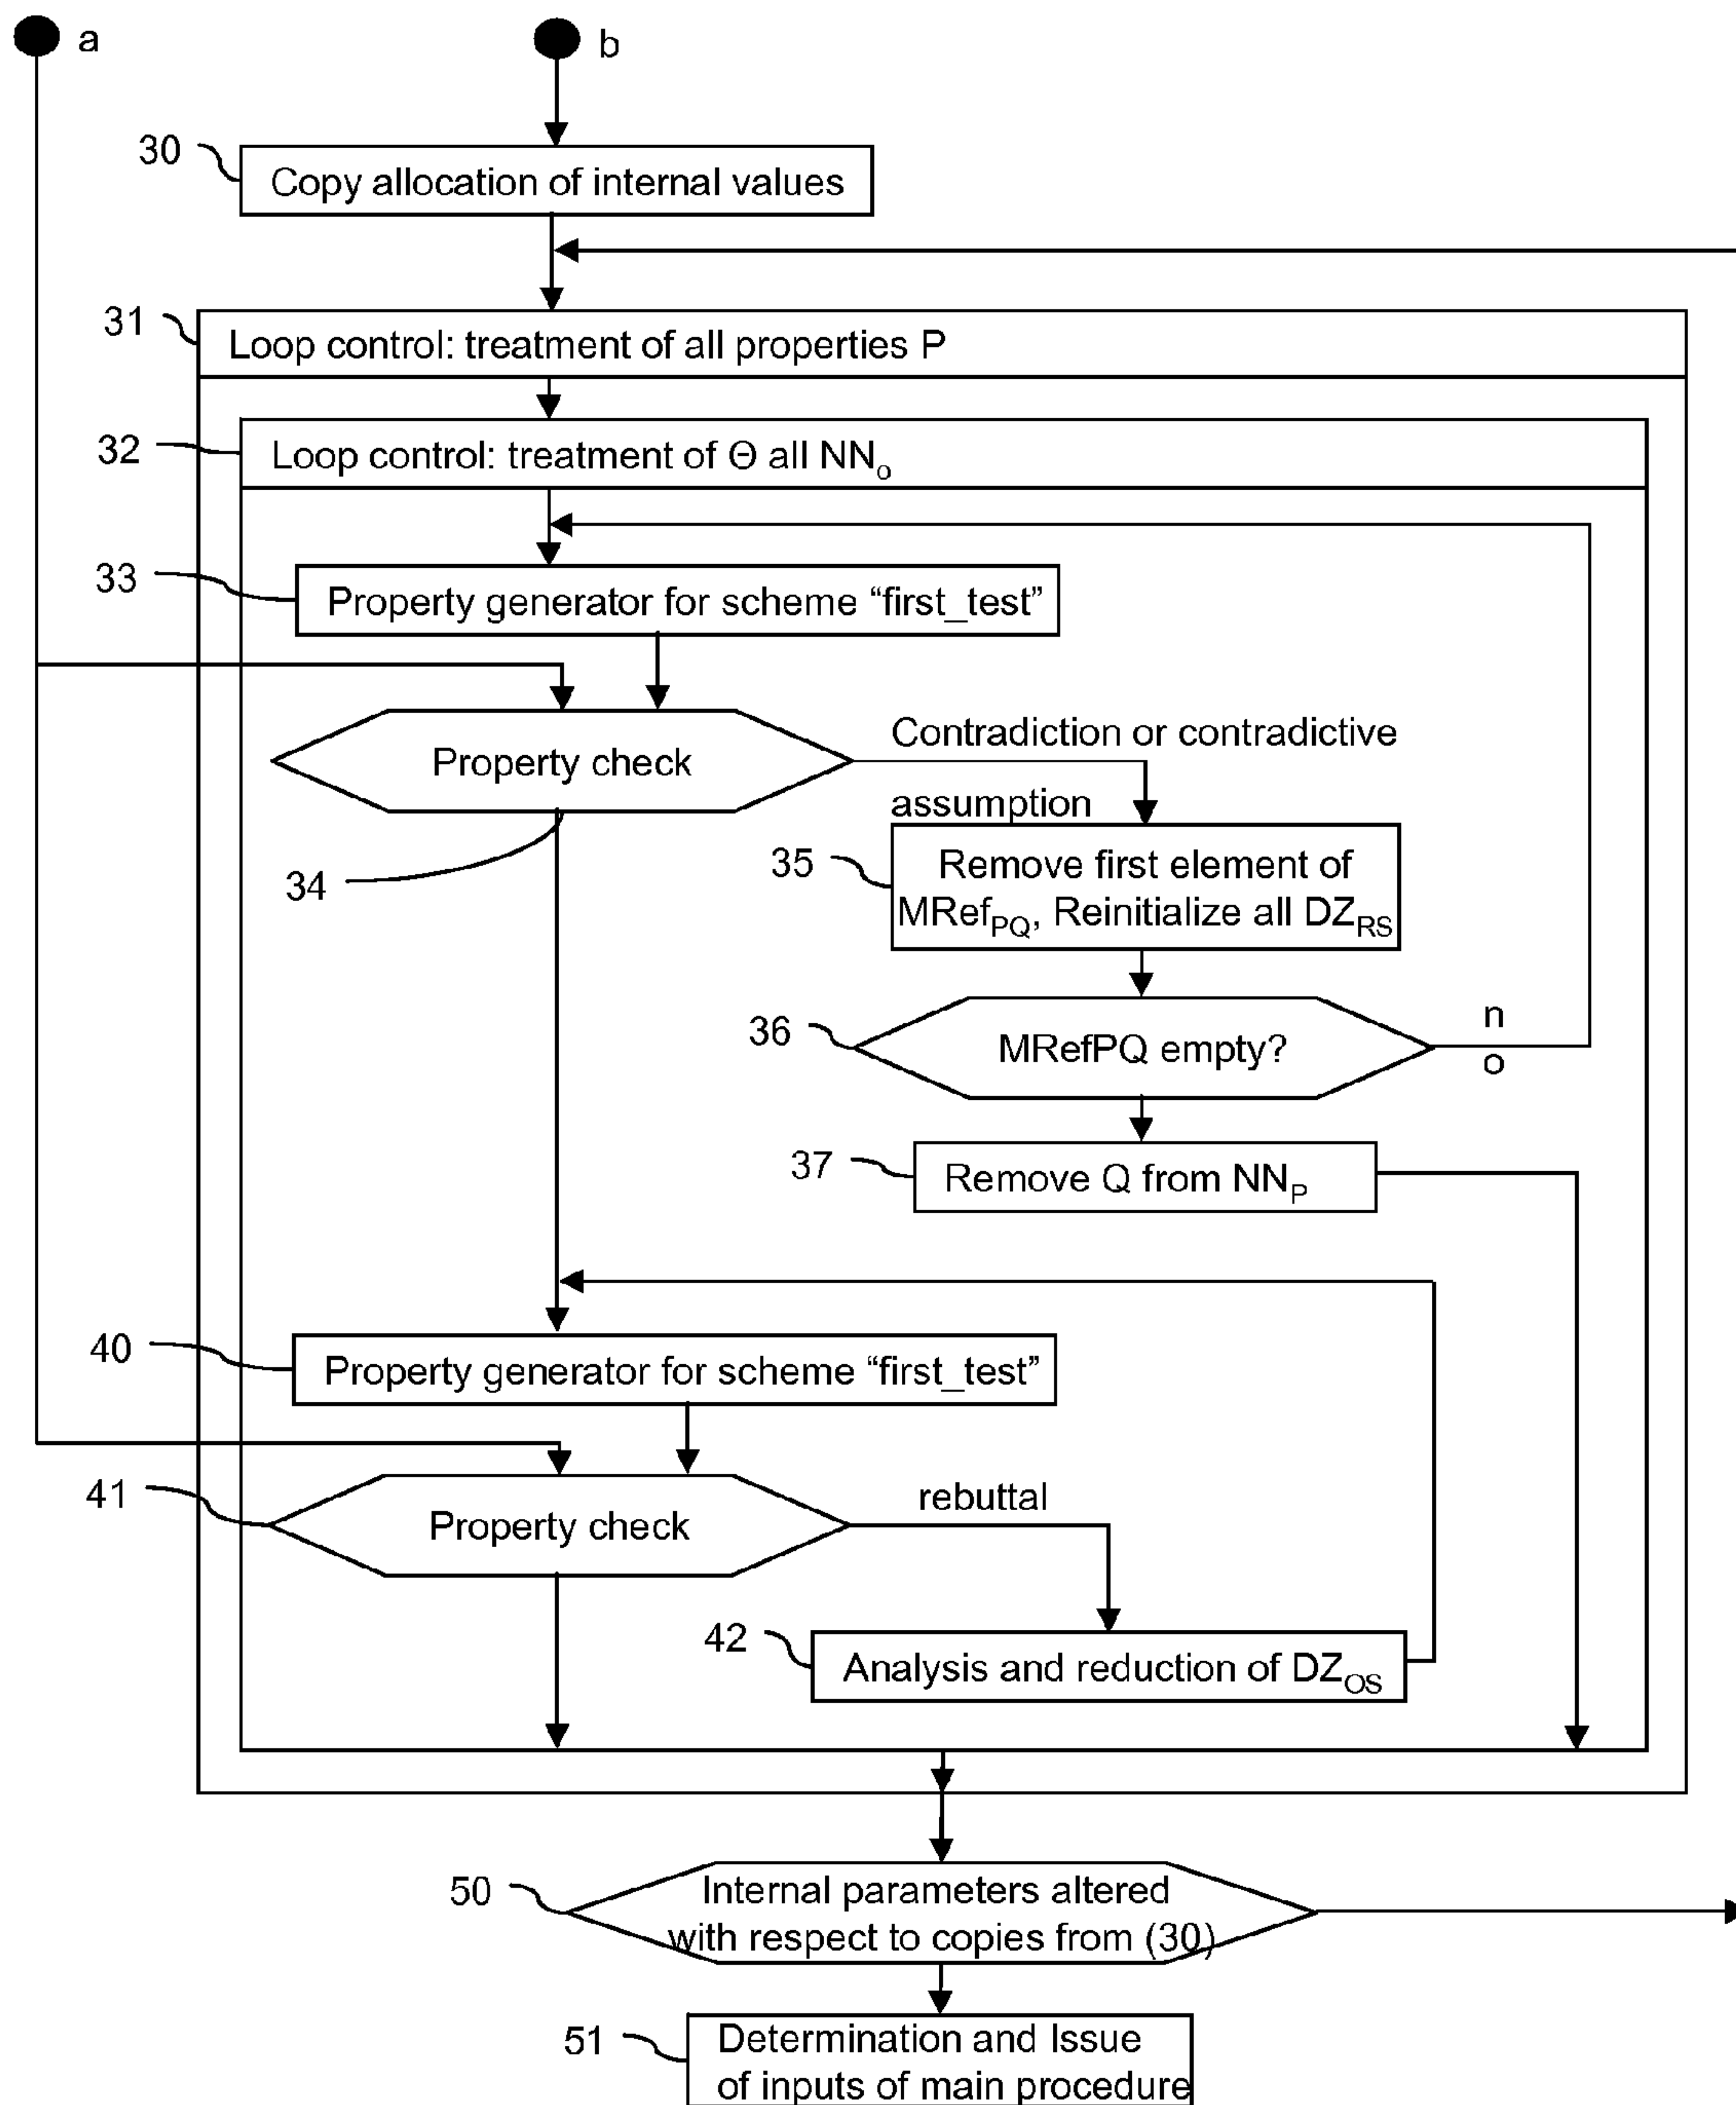 a
b
30
Copy allocation of internal values
31
Loop control: treatment of all properties P
32
Loop control: treatment of Θ all NNo
33
Property generator for scheme “first_test”
Property check
Contradiction or contradictive
assumption
34
35
Remove first element of
MRefPQ, Reinitialize all DZRS
36
MRefPQ empty?
n
o
37
Remove Q from NNP
40
Property generator for scheme “first_test”
41
Property check
rebuttal
42
Analysis and reduction of DZOS
50
Internal parameters altered
with respect to copies from (30)
51
Determination and Issue
of inputs of main procedure